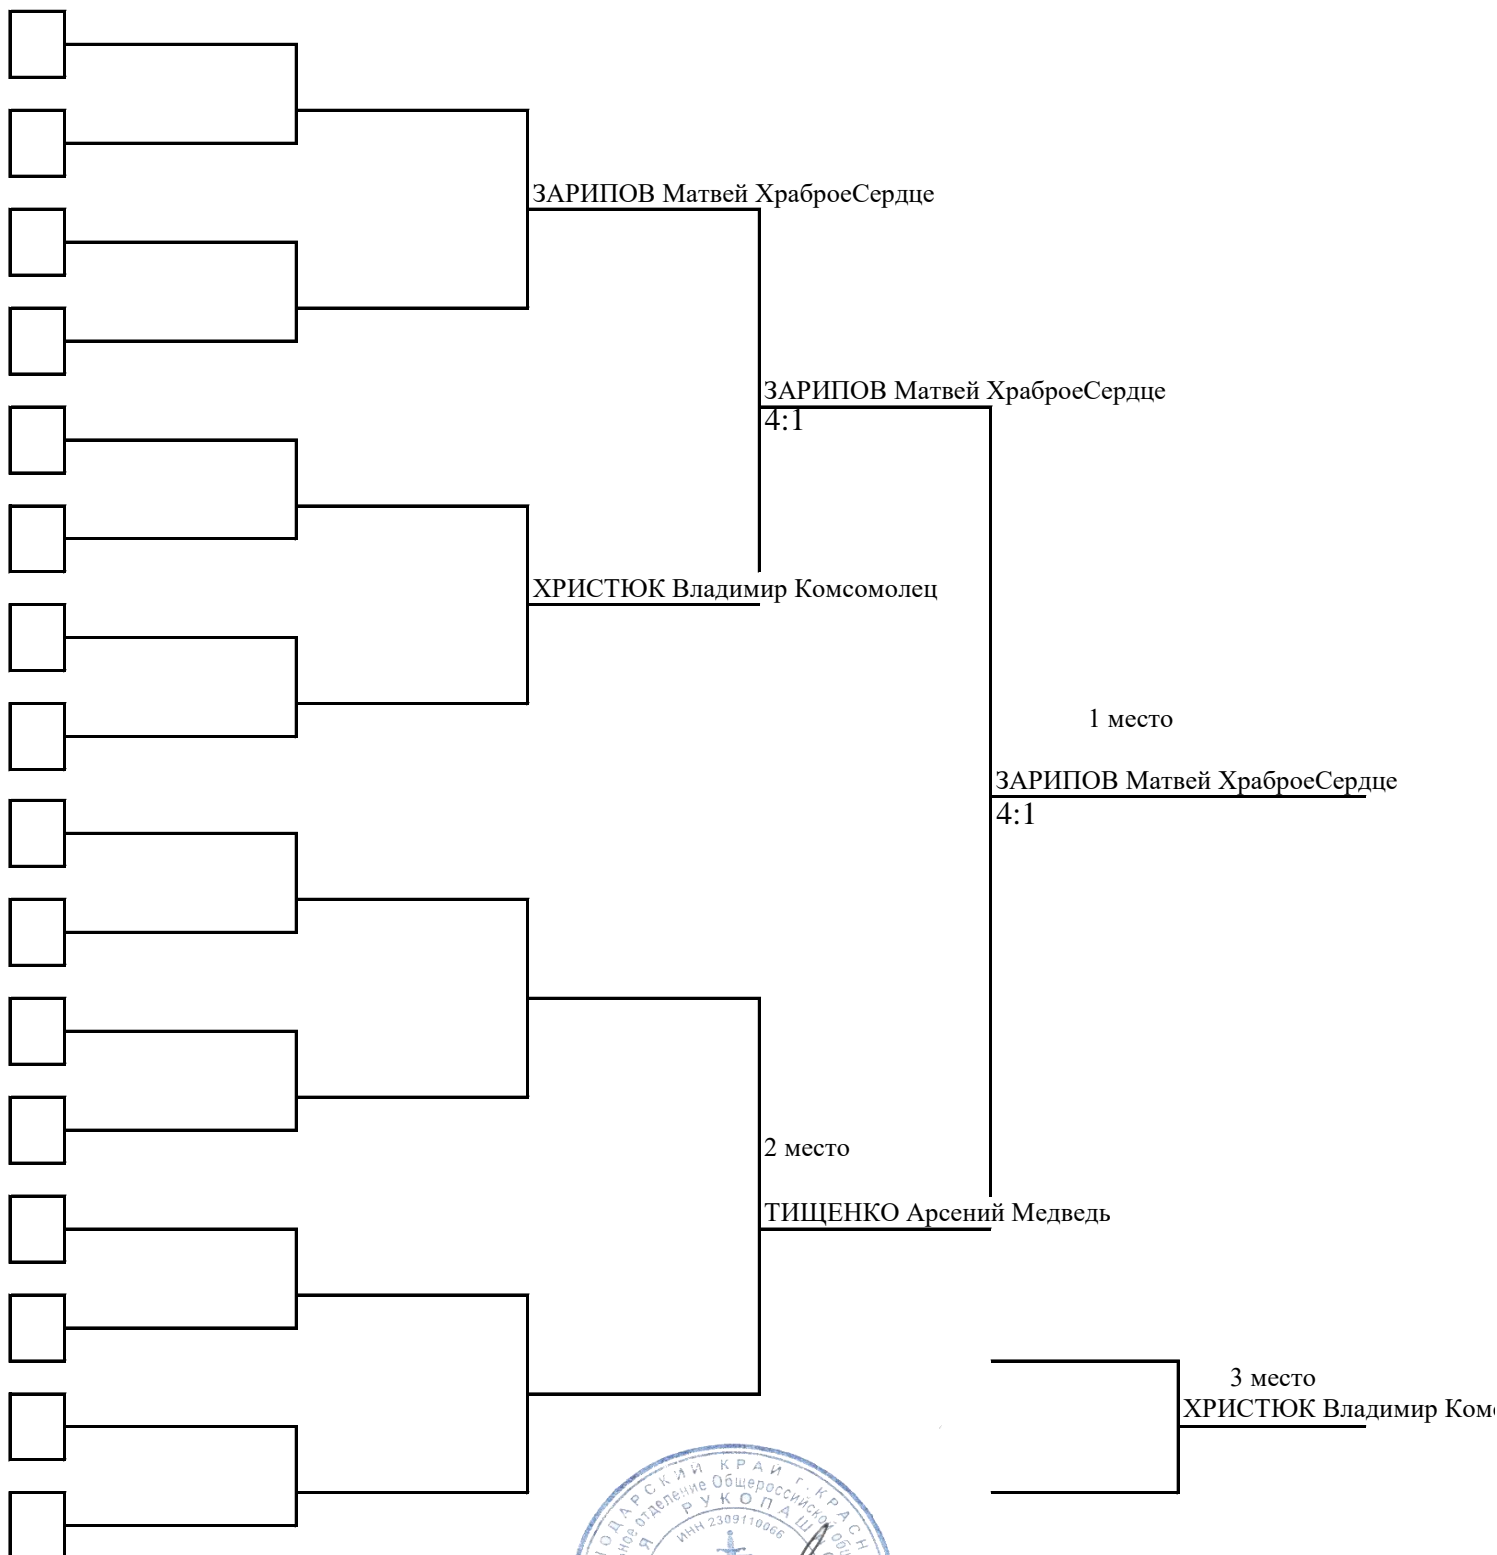 ЗАРИПОВ Матвей ХраброеСердце
ЗАРИПОВ Матвей ХраброеСердце
4:1
ХРИСТЮК Владимир Комсомолец
1 место
ЗАРИПОВ Матвей ХраброеСердце
4:1
2 место
ТИЩЕНКО Арсений Медведь
3 место
ХРИСТЮК Владимир
КРАЙ г.
отделение Общероссийской
ИНН 2309110066